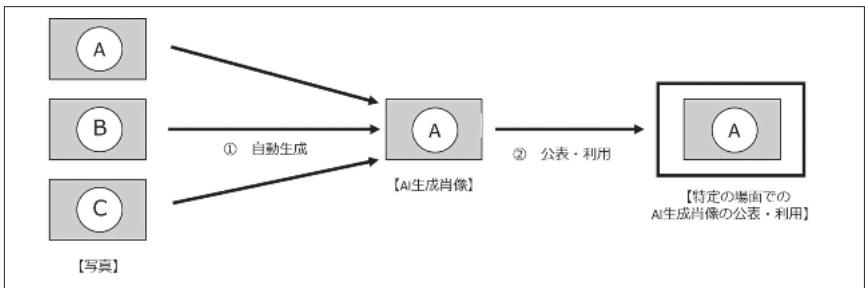 A
B
C
【写真】
① 自動生成
A
【AI生成肖像】
② 公表・利用
A
【特定の場面での
AI生成肖像の公表・利用】